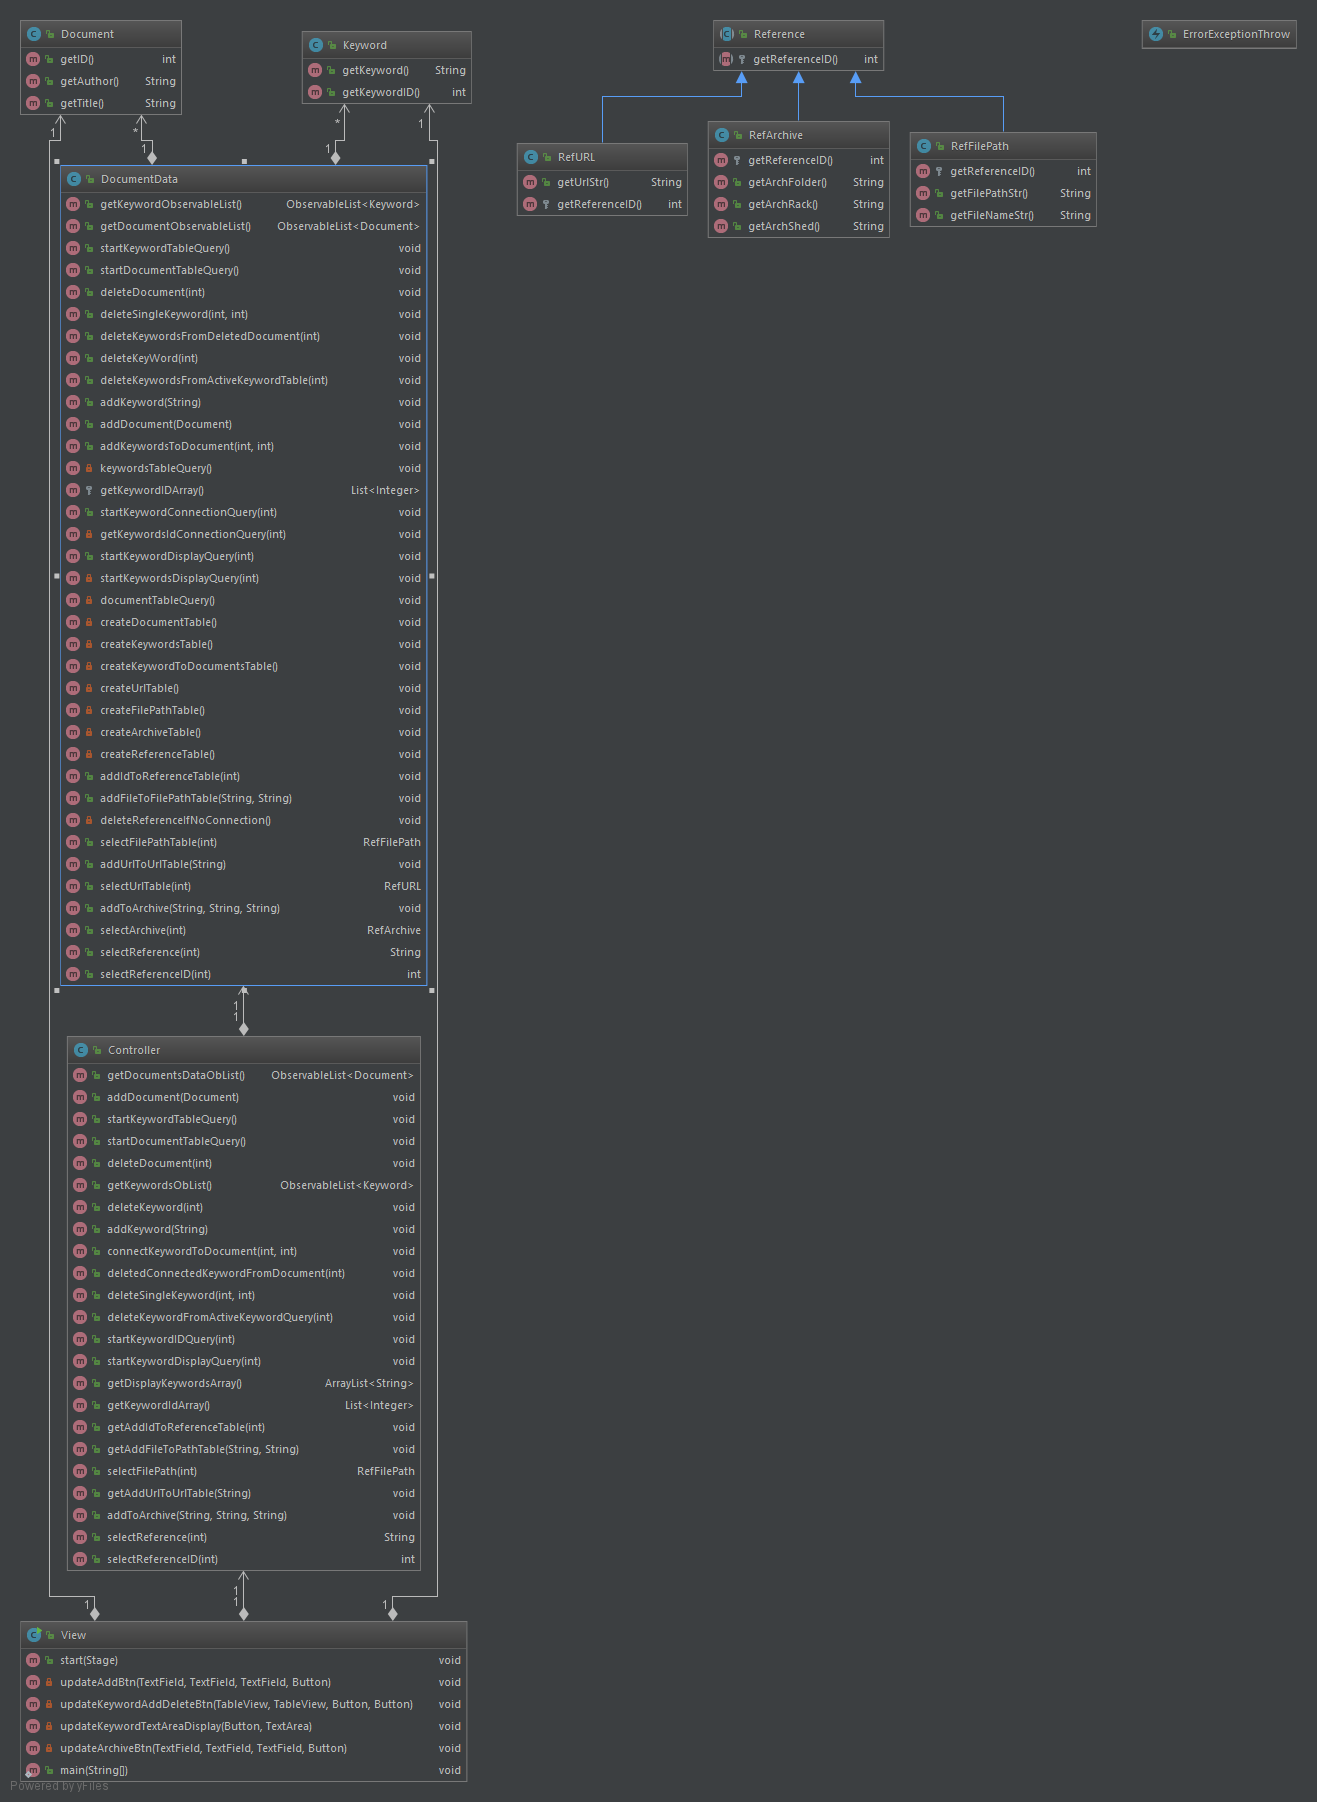 Document
getID() int
getAuthor() String
getTitle() String
Keyword
getKeyword() String
getKeywordID() int
Reference
getReferenceID() int
ErrorExceptionThrow
RefURL
getUrlStr() String
getReferenceID() int
RefArchive
getReferenceID() int
getArchFolder() String
getArchRack() String
getArchShed() String
RefFilePath
getReferenceID() int
getFilePathStr() String
getFileNameStr() String
1
*
1
*
1
1
DocumentData
getKeywordObservableList() ObservableList<Keyword>
getDocumentObservableList() ObservableList<Document>
startKeywordTableQuery() void
startDocumentTableQuery() void
deleteDocument(int) void
deleteSingleKeyword(int, int) void
deleteKeywordsFromDeletedDocument(int) void
deleteKeyWord(int) void
deleteKeywordsFromActiveKeywordTable(int) void
addKeyword(String) void
addDocument(Document) void
addKeywordsToDocument(int, int) void
keywordsTableQuery() void
getKeywordIDArray() List<Integer>
startKeywordConnectionQuery(int) void
getKeywordsIdConnectionQuery(int) void
startKeywordDisplayQuery(int) void
startKeywordsDisplayQuery(int) void
documentTableQuery() void
createDocumentTable() void
createKeywordsTable() void
createKeywordToDocumentsTable() void
createUrlTable() void
createFilePathTable() void
createArchiveTable() void
createReferenceTable() void
addIdToReferenceTable(int) void
addFileToFilePathTable(String, String) void
deleteReferenceIfNoConnection() void
selectFilePathTable(int) RefFilePath
addUrlToUrlTable(String) void
selectUrlTable(int) RefURL
addToArchive(String, String, String) void
selectArchive(int) RefArchive
selectReference(int) String
selectReferenceID(int) int
1
1
Controller
getDocumentsDataObList() ObservableList<Document>
addDocument(Document) void
startKeywordTableQuery() void
startDocumentTableQuery() void
deleteDocument(int) void
getKeywordsObList() ObservableList<Keyword>
deleteKeyword(int) void
addKeyword(String) void
connectKeywordToDocument(int, int) void
deletedConnectedKeywordFromDocument(int) void
deleteSingleKeyword(int, int) void
deleteKeywordFromActiveKeywordQuery(int) void
startKeywordIDQuery(int) void
startKeywordDisplayQuery(int) void
getDisplayKeywordsArray() ArrayList<String>
getKeywordIdArray() List<Integer>
getAddIdToReferenceTable(int) void
getAddFileToPathTable(String, String) void
selectFilePath(int) RefFilePath
getAddUrlToUrlTable(String) void
addToArchive(String, String, String) void
selectReference(int) String
selectReferenceID(int) int
1
1
1
1
View
start(Stage) void
updateAddBtn(TextField, TextField, TextField, Button) void
updateKeywordAddDeleteBtn(TableView, TableView, Button, Button) void
updateKeywordTextAreaDisplay(Button, TextArea) void
updateArchiveBtn(TextField, TextField, TextField, Button) void
main(String[]) void
Powered by yFiles